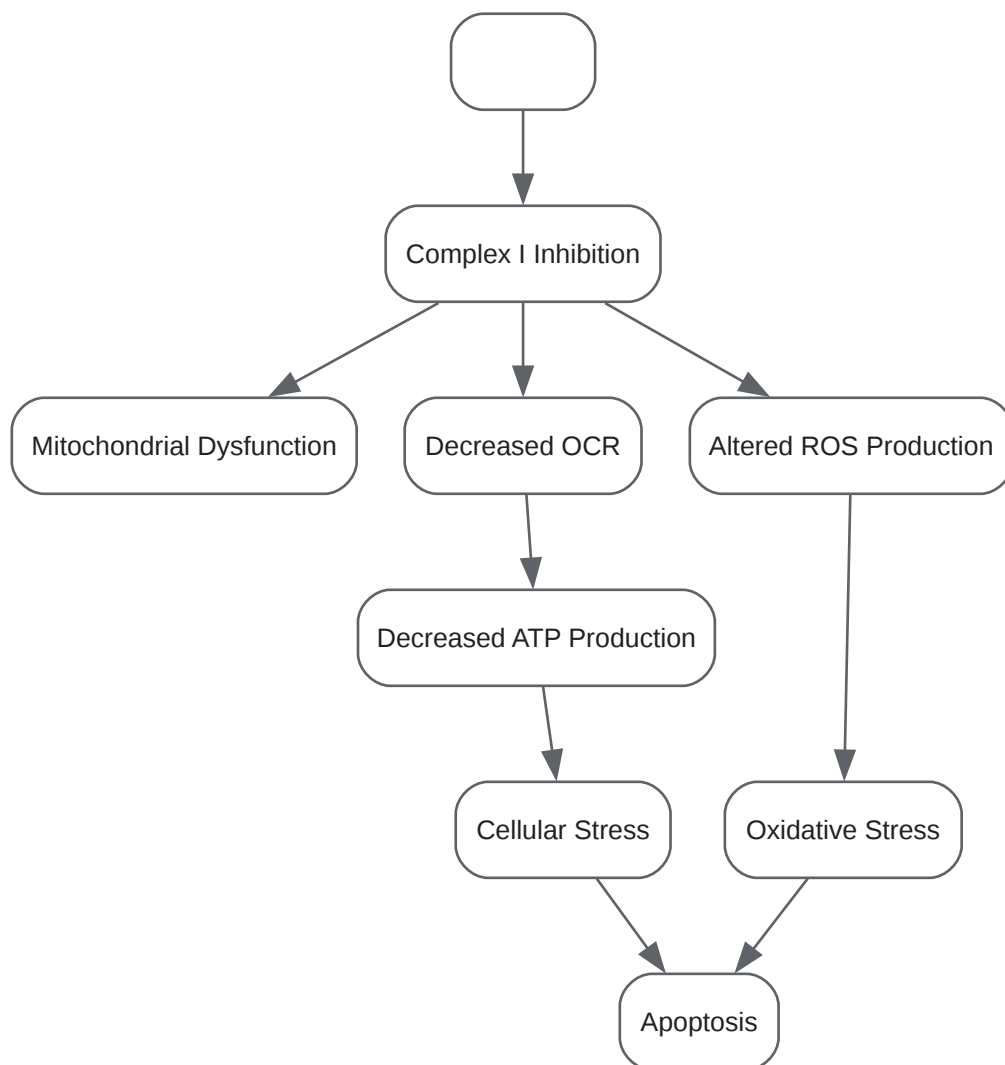 Complex I Inhibition
Mitochondrial Dysfunction
Decreased OCR
Altered ROS Production
Decreased ATP Production
Cellular Stress
Oxidative Stress
Apoptosis